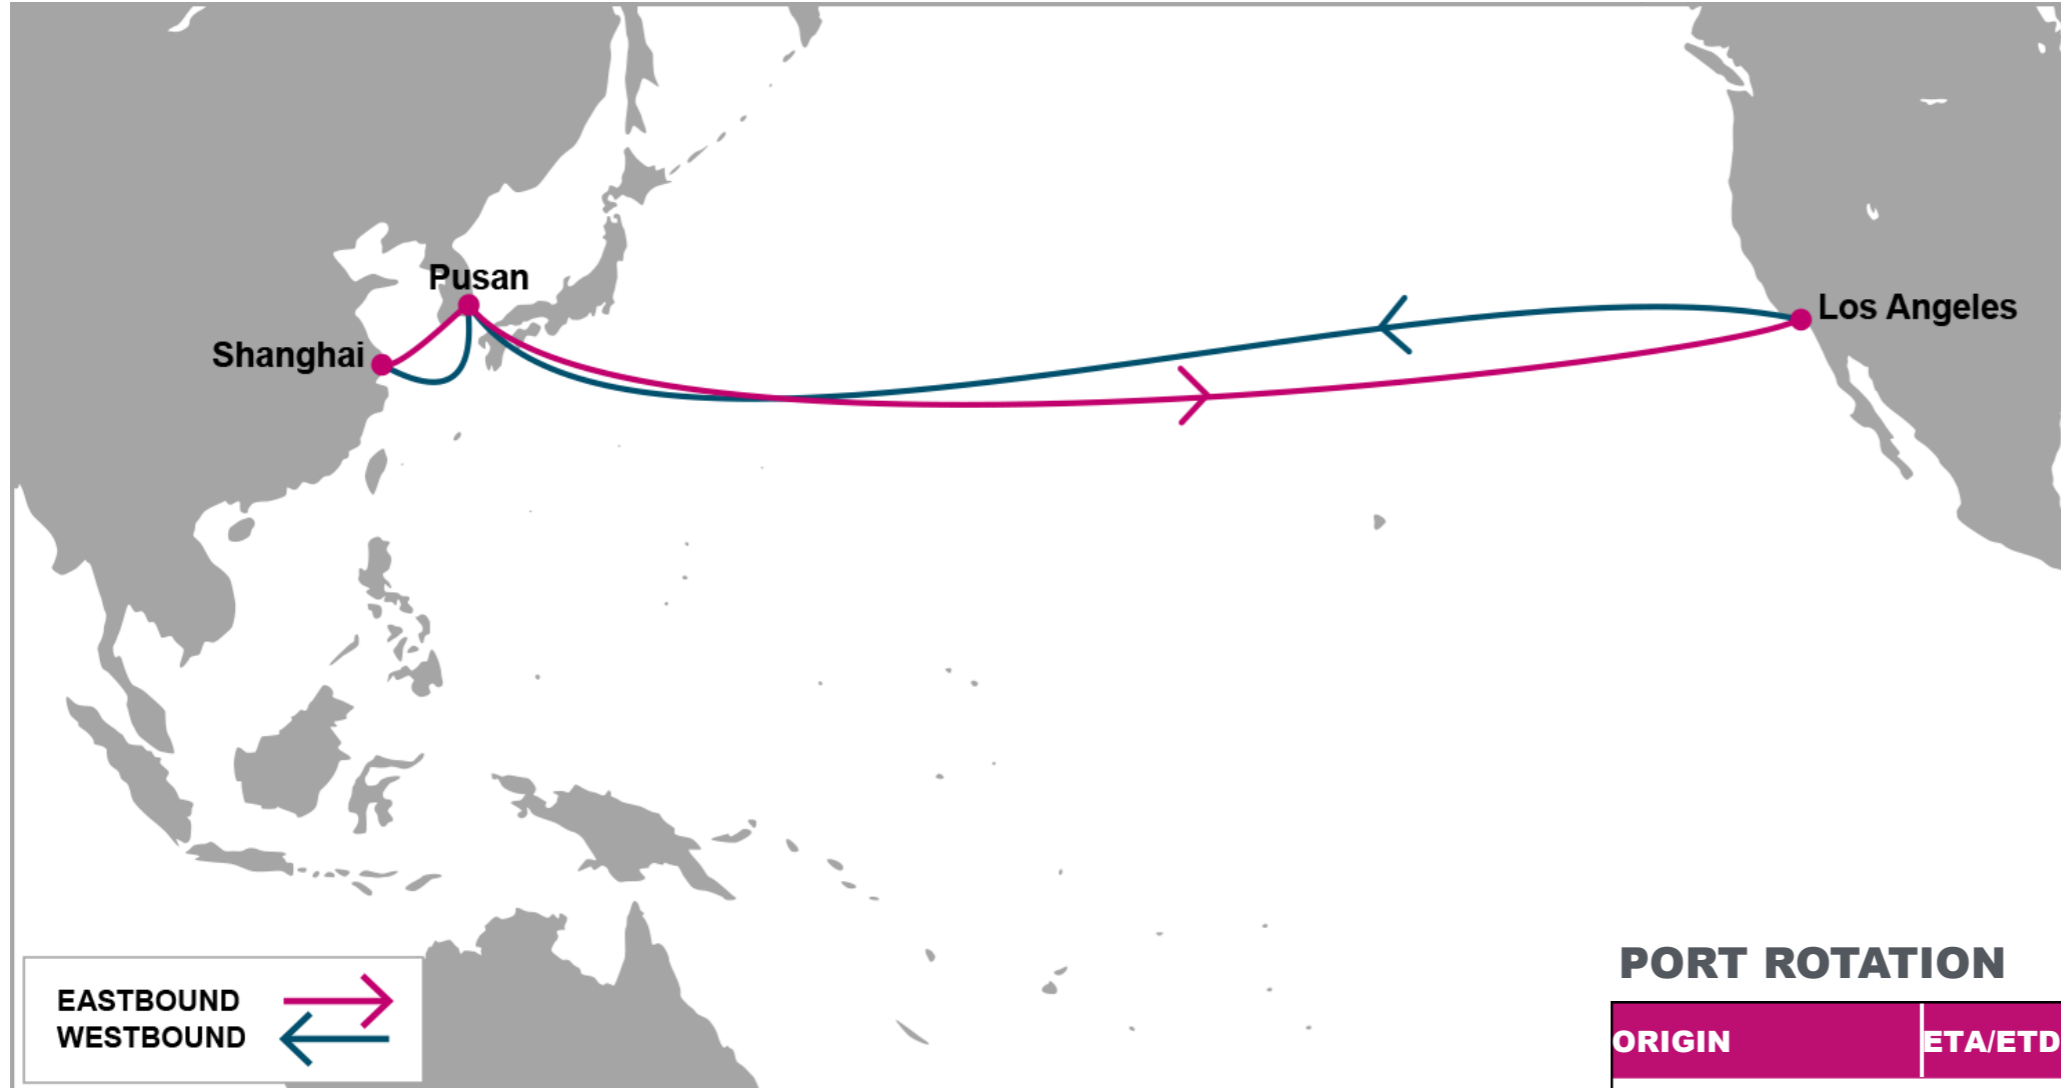 Pusan
Los Angeles
Shanghai
EASTBOUND
WESTBOUND
PORT ROTATION
ORIGIN ETA/ETD